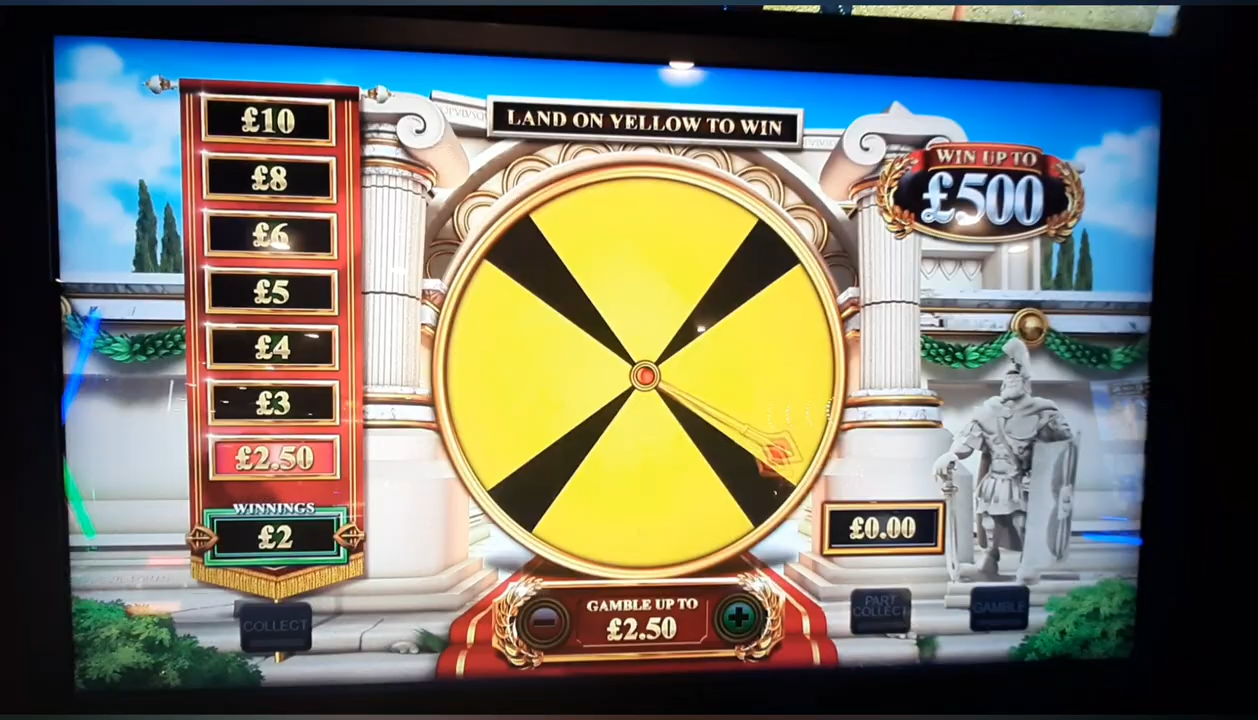 £10
£8
£6
£5
£4
£3
£2.50
WINNINGS
£2
COLLECT
LAND ON YELLOW TO WIN
GAMBLE UP TO
£2.50
WIN UP TO
£500
£0.00
PART
COLLECT
GAMBLE